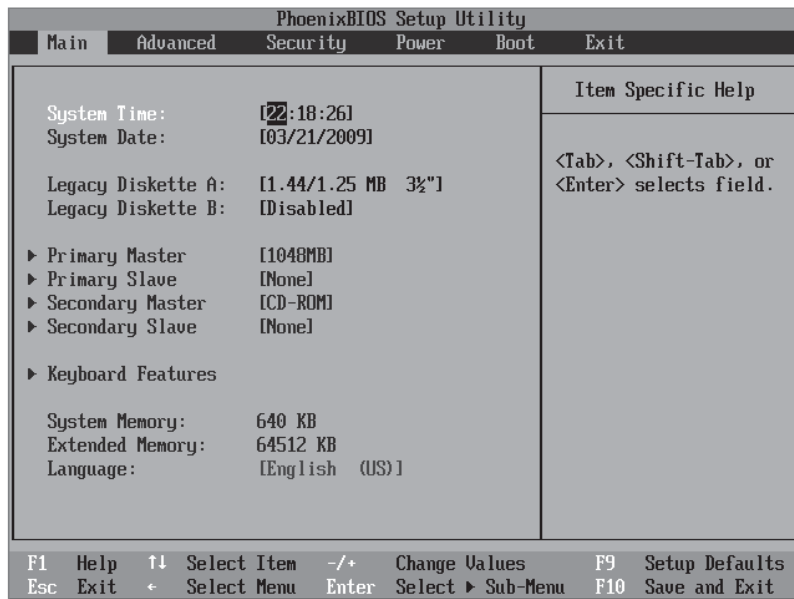 PhoenixBIOS Setup Utility
Main Advanced Security Power Boot Exit
Item Specific Help
System Time: [22:18:26]
System Date: [03/21/2009]
<Tab>, <Shift-Tab>, or
<Enter> selects field.
Legacy Diskette A: [1.44/1.25 MB 3½"]
Legacy Diskette B: [Disabled]
▶ Primary Master [1048MB]
▶ Primary Slave [None]
▶ Secondary Master [CD-ROM]
▶ Secondary Slave [None]
▶ Keyboard Features
System Memory: 640 KB
Extended Memory: 64512 KB
Language: [English (US)]
F1 Help ↑↓ Select Item -/+ Change Values F9 Setup Defaults
Esc Exit ← Select Menu Enter Select ▶ Sub-Menu F10 Save and Exit